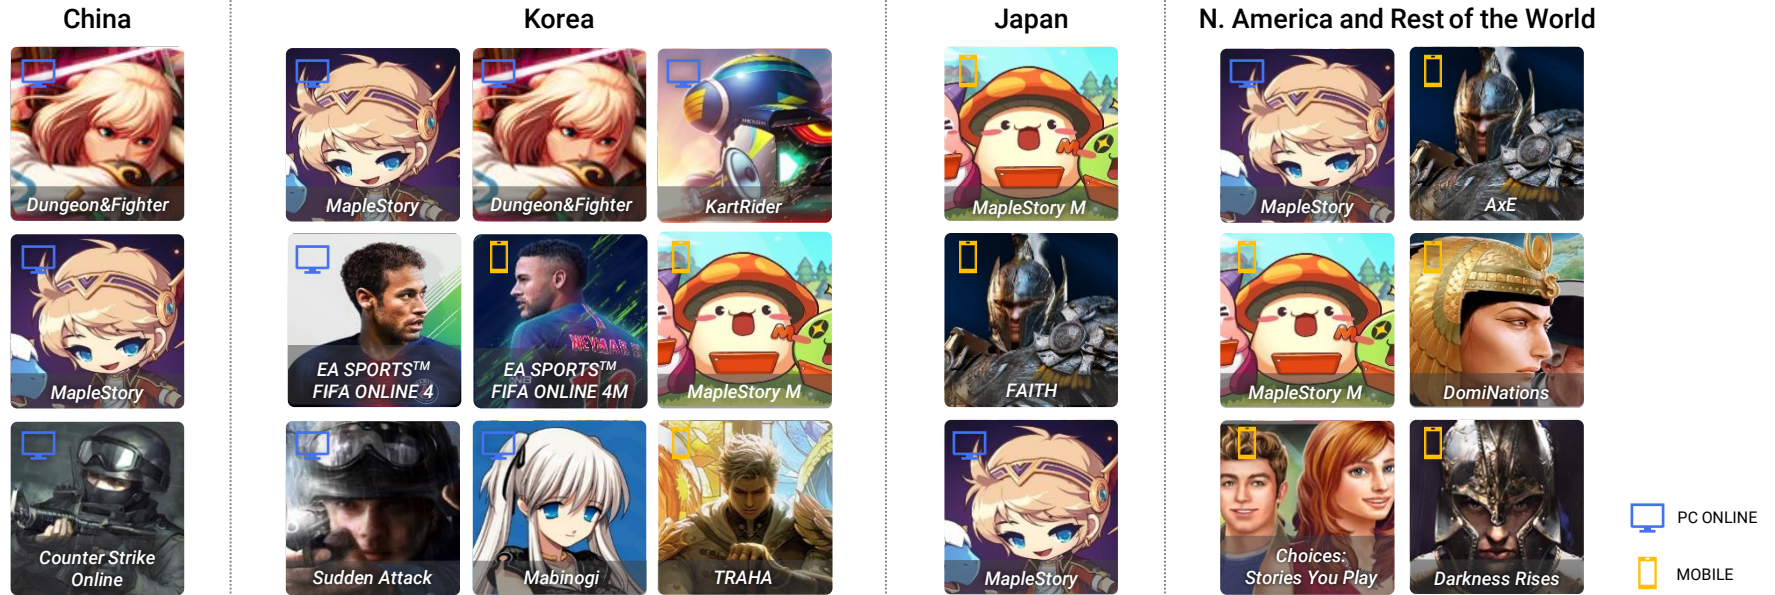 China
Korea
Japan
N. America and Rest of the World
Dungeon&Fighter
MapleStory
Counter Strike
Online
MapleStory
Dungeon&Fighter
KartRider
EA SPORTS™
FIFA ONLINE 4
EA SPORTS™
FIFA ONLINE 4M
MapleStory M
Sudden Attack
Mabinogi
TRAHA
MapleStory M
FAITH
MapleStory
MapleStory
AxE
MapleStory M
DomiNations
Choices:
Stories You Play
Darkness Rises
PC ONLINE
MOBILE